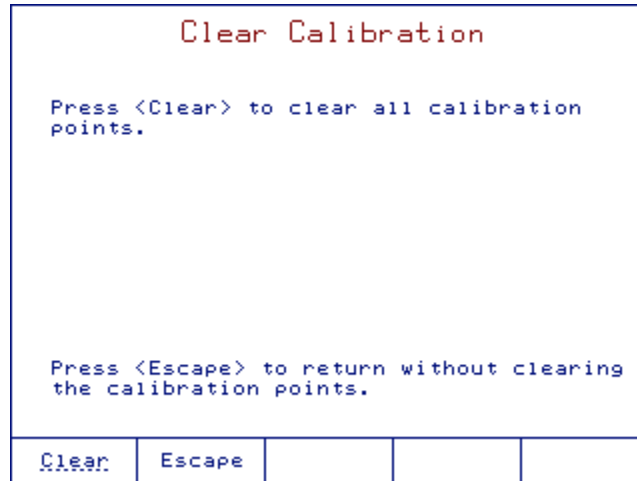 Clear Calibration
Press <Clear> to clear all calibration
points.
Press <Escape> to return without clearing
the calibration points.
Clear Escape